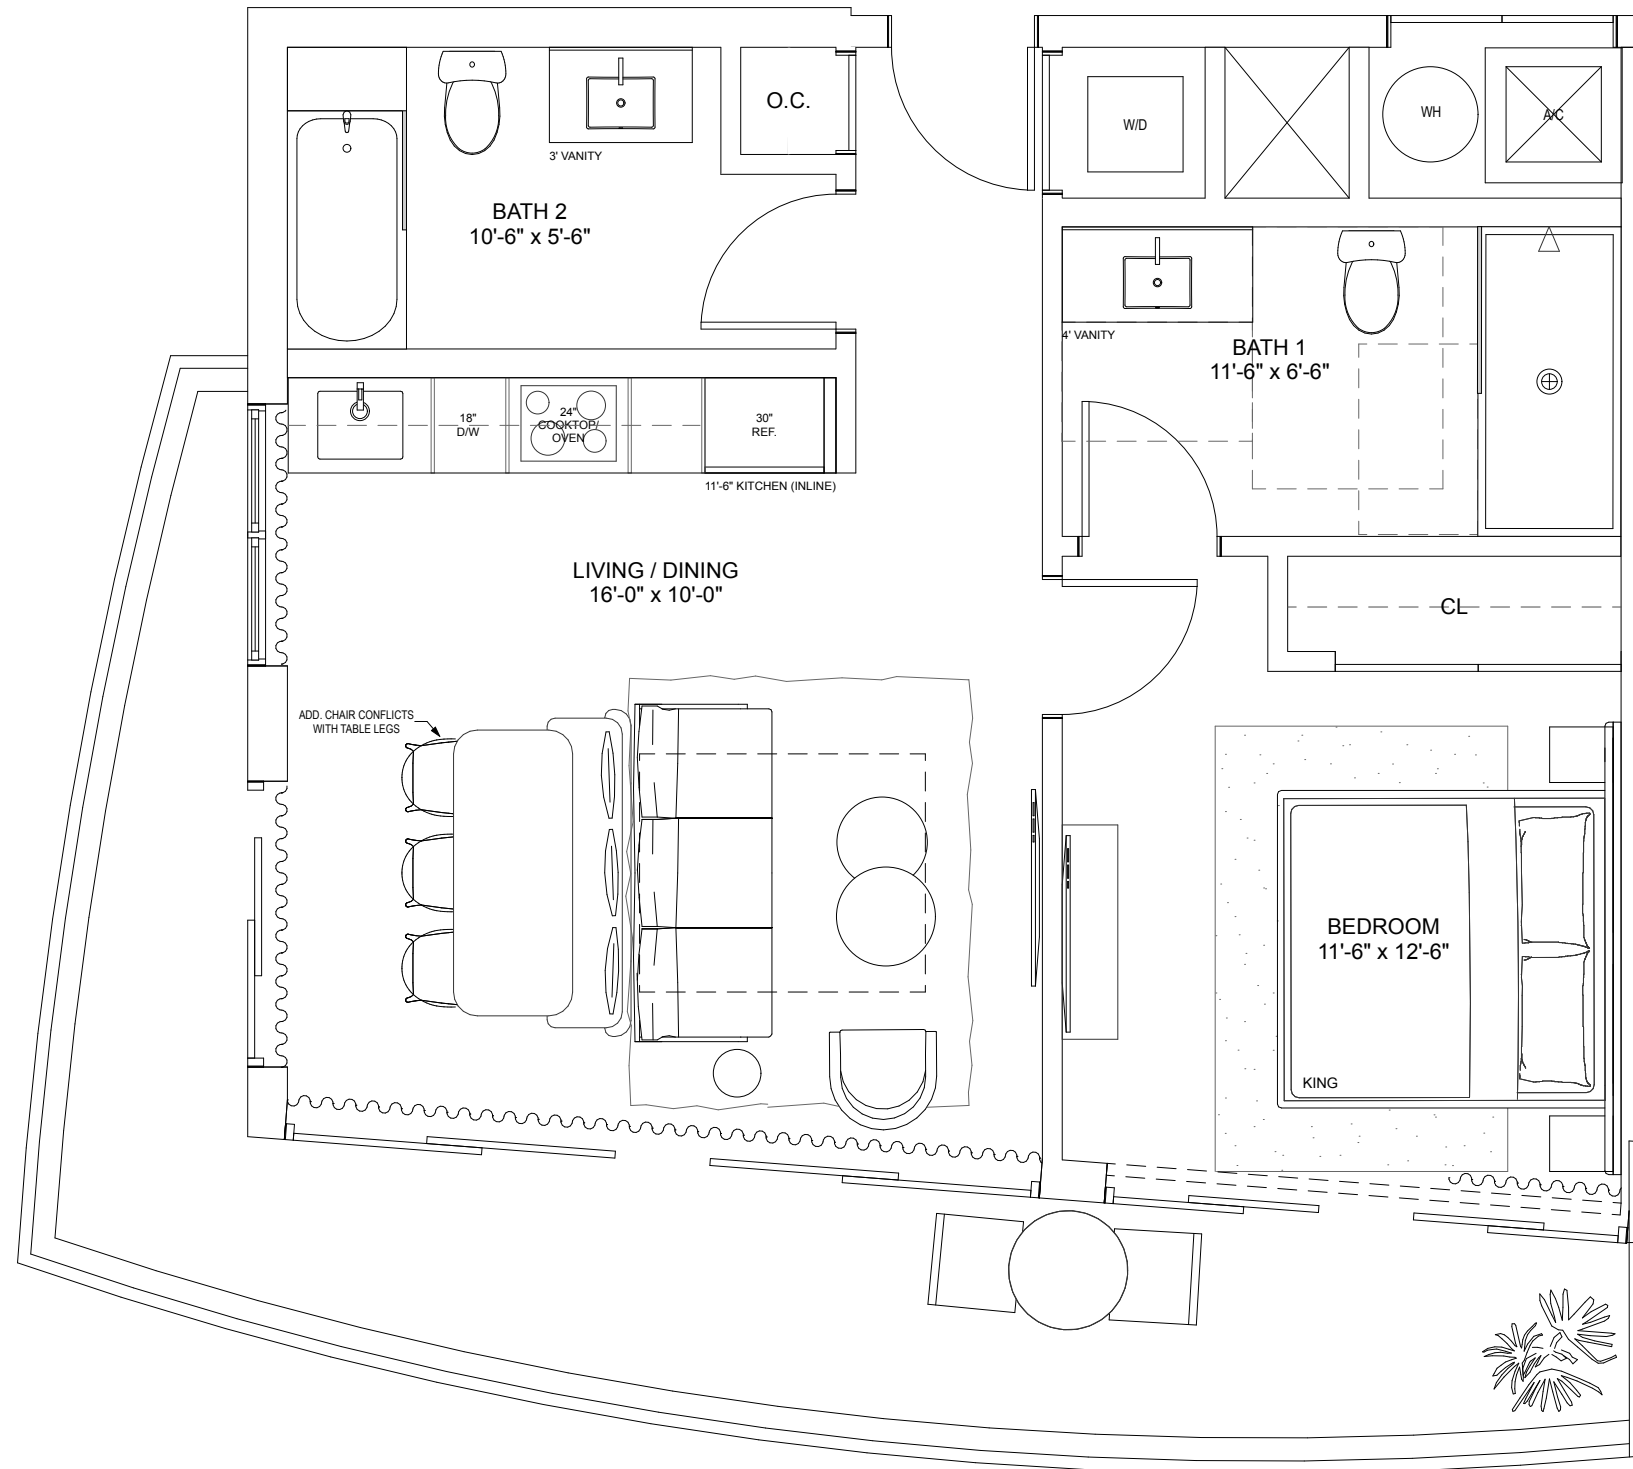 O.C.
W/D
WH
A/C
3' VANITY
BATH 2
10'-6" x 5'-6"
4' VANITY
BATH 1
11'-6" x 6'-6"
18"
D/W
24"
COOKTOP/
OVEN
30"
REF.
11'-6" KITCHEN (INLINE)
LIVING / DINING
16'-0" x 10'-0"
CL
ADD. CHAIR CONFLICTS
WITH TABLE LEGS
BEDROOM
11'-6" x 12'-6"
KING